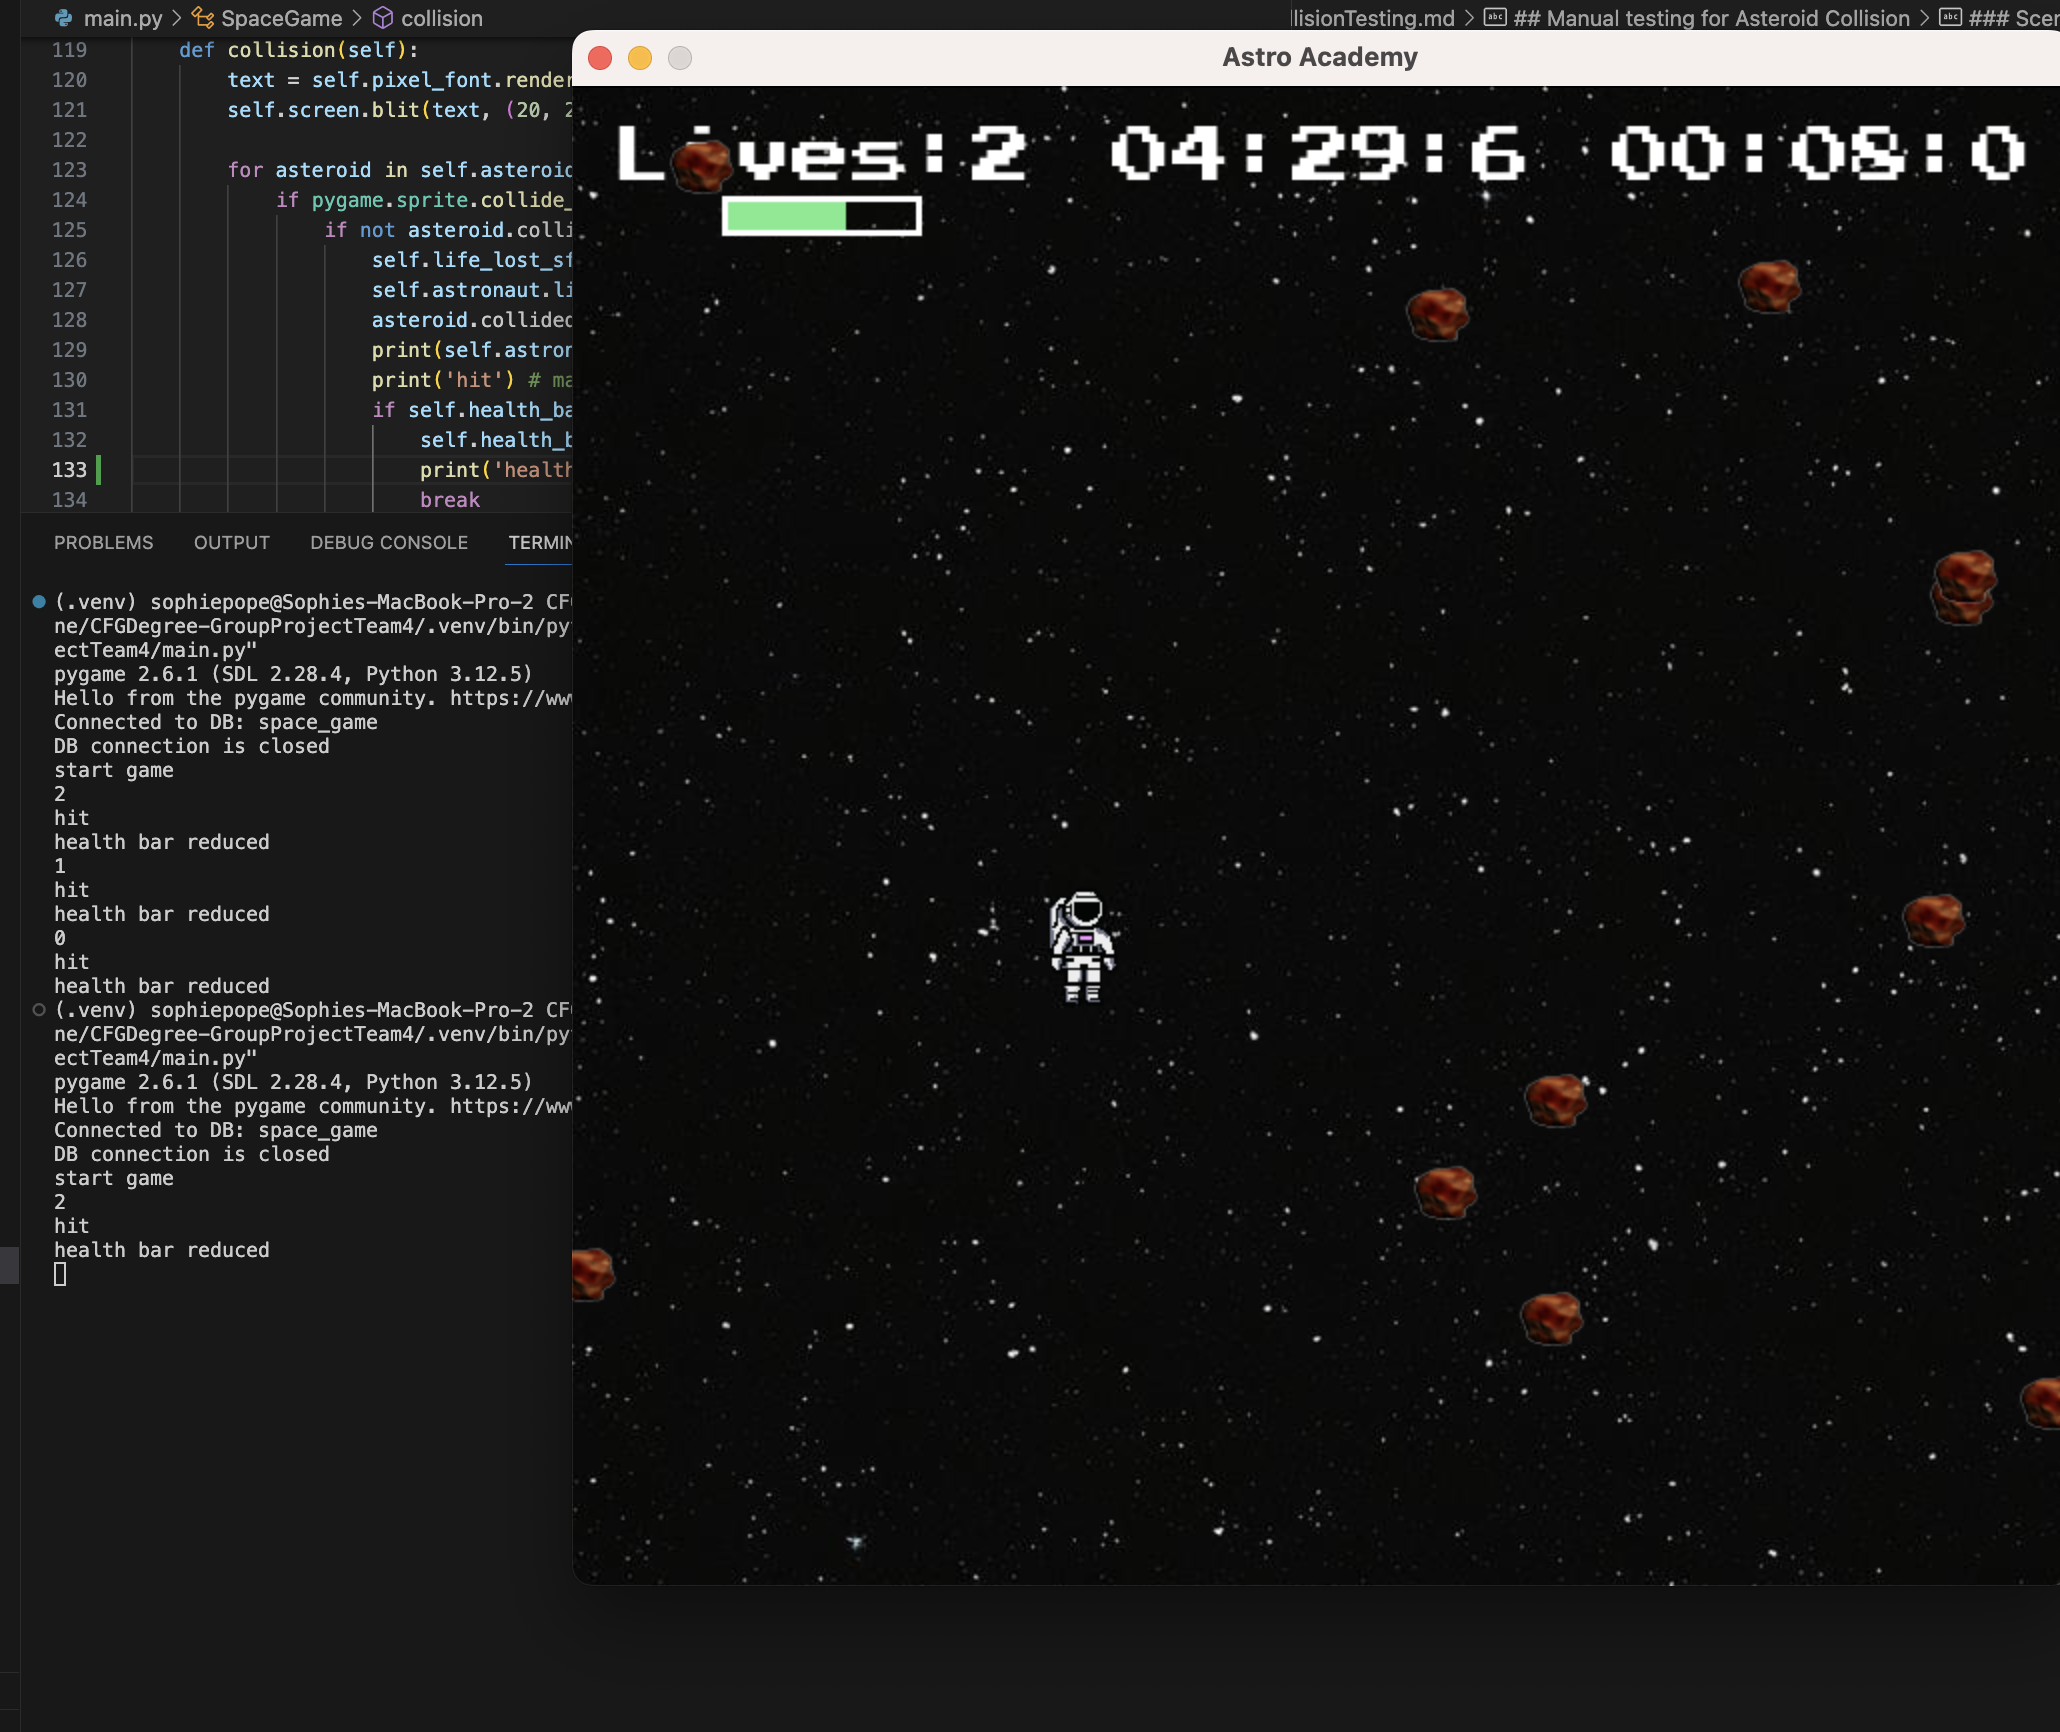 main.py > SpaceGame > collision
119 def collision(self):
120 text = self.pixel_font.render
121 self.screen.blit(text, (20, 2
122
123 for asteroid in self.asteroid
124 if pygame.sprite.collide_
125 if not asteroid.colli
126 self.life_lost_sf
127 self.astronaut.li
128 asteroid.collided
129 print(self.astron
130 print('hit') # ma
131 if self.health_ba
132 self.health_b
133 print('health
134 break
PROBLEMS OUTPUT DEBUG CONSOLE TERMIN
(.venv) sophiepope@Sophies-MacBook-Pro-2 CFG
ne/CFGDegree-GroupProjectTeam4/.venv/bin/pyt
ectTeam4/main.py"
pygame 2.6.1 (SDL 2.28.4, Python 3.12.5)
Hello from the pygame community. https://www
Connected to DB: space_game
DB connection is closed
start game
2
hit
health bar reduced
1
hit
health bar reduced
0
hit
health bar reduced
(.venv) sophiepope@Sophies-MacBook-Pro-2 CFG
ne/CFGDegree-GroupProjectTeam4/.venv/bin/pyt
ectTeam4/main.py"
pygame 2.6.1 (SDL 2.28.4, Python 3.12.5)
Hello from the pygame community. https://www
Connected to DB: space_game
DB connection is closed
start game
2
hit
health bar reduced
llisionTesting.md > ## Manual testing for Asteroid Collision > ### Scen
Astro Academy
Lives:2 04:29:6 00:08:0